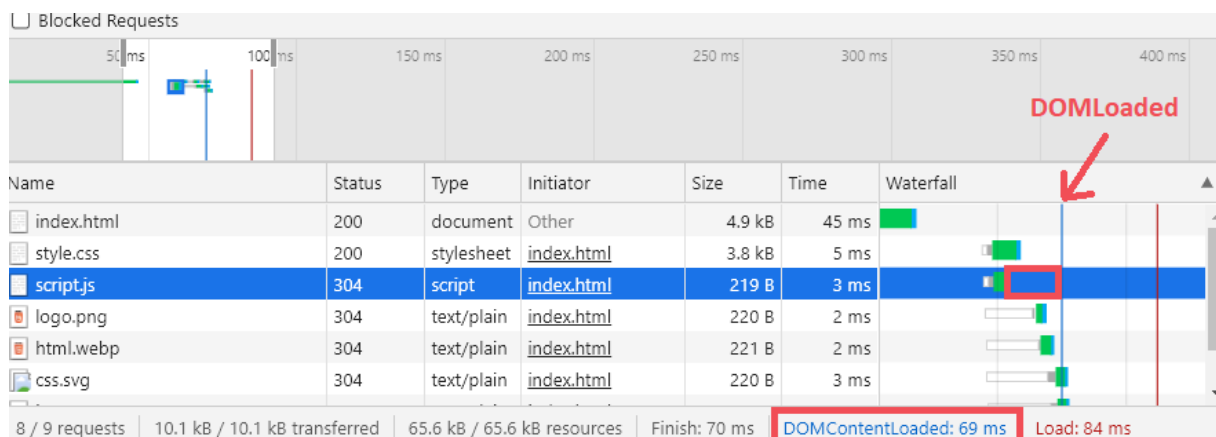 Blocked Requests
50 ms 100 ms 150 ms 200 ms 250 ms 300 ms 350 ms 400 ms
DOMLoaded
Name Status Type Initiator Size Time Waterfall
index.html 200 document Other 4.9 kB 45 ms
style.css 200 stylesheet index.html 3.8 kB 5 ms
script.js 304 script index.html 219 B 3 ms
logo.png 304 text/plain index.html 220 B 2 ms
html.webp 304 text/plain index.html 221 B 2 ms
css.svg 304 text/plain index.html 220 B 3 ms
8 / 9 requests 10.1 kB / 10.1 kB transferred 65.6 kB / 65.6 kB resources Finish: 70 ms DOMContentLoaded: 69 ms Load: 84 ms